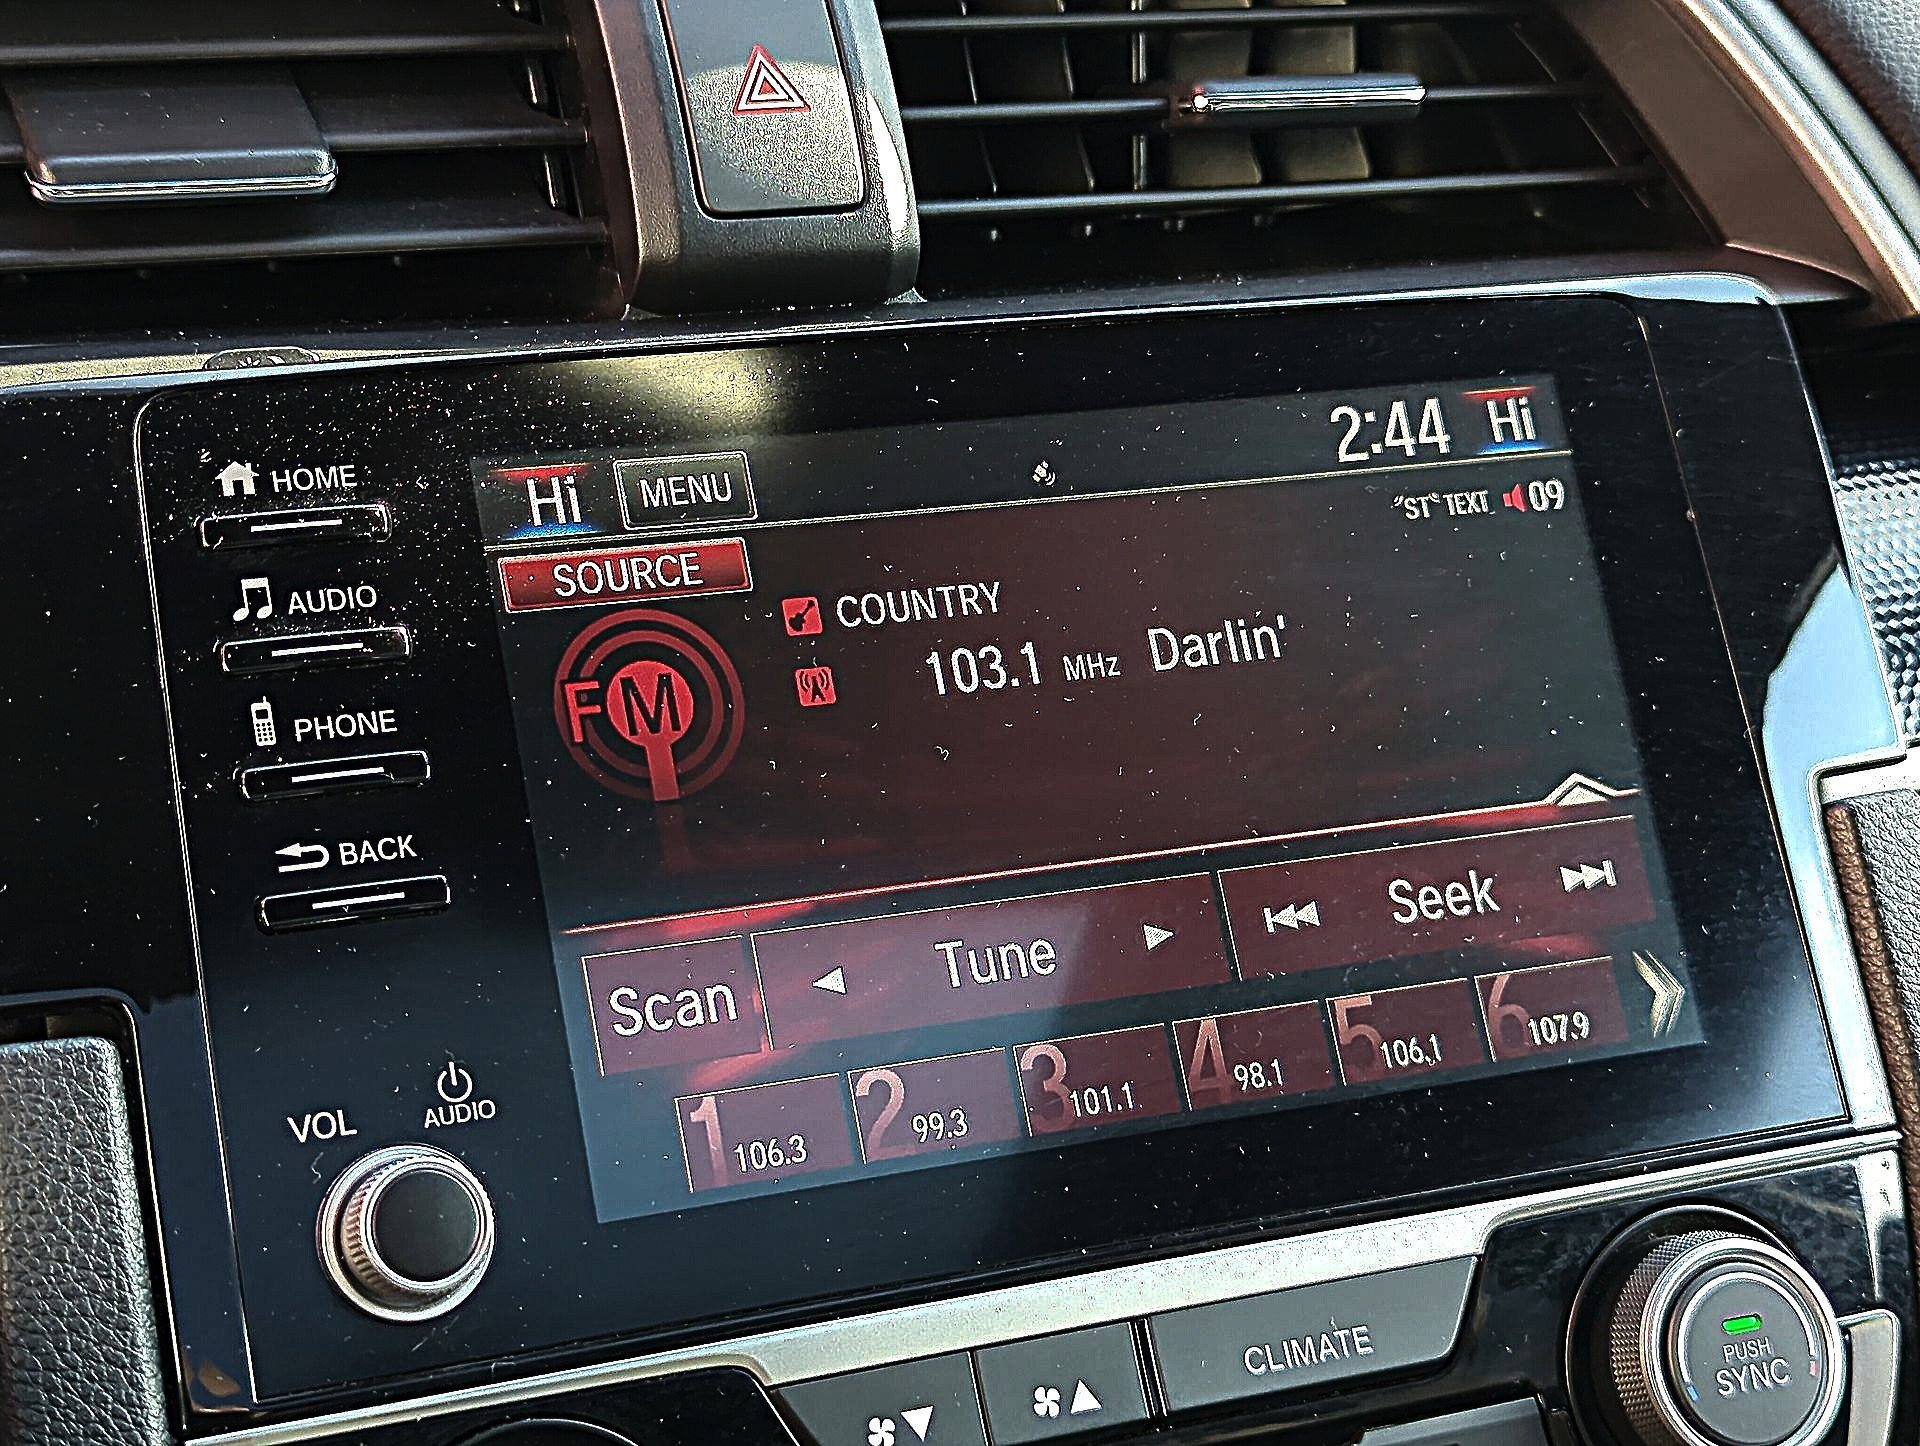 2:44 Hi
Hi MENU
"ST" TEXT 09
HOME
SOURCE
COUNTRY
AUDIO
FM
103.1 MHz Darlin'
PHONE
BACK
Scan Tune Seek
1 106.3 2 99.3 3 101.1 4 98.1 5 106.1 6 107.9
VOL AUDIO
CLIMATE
PUSH
SYNC